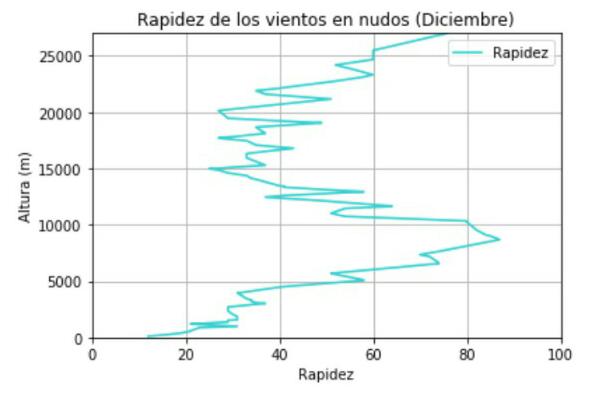 Rapidez de los vientos en nudos (Diciembre)
Rapidez
25000
20000
15000
10000
5000
0
Altura (m)
0 20 40 60 80 100
Rapidez